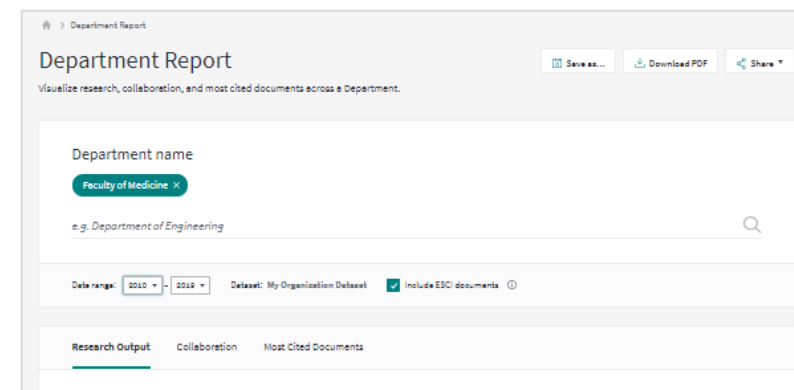 > Department Report
Department Report
Save as... Download PDF Share
Visualize research, collaboration, and most cited documents across a Department.
Department name
Faculty of Medicine ×
e.g. Department of Engineering
Date range: 2010 - 2019 Dataset: My Organization Dataset Include ESCI documents
Research Output Collaboration Most Cited Documents